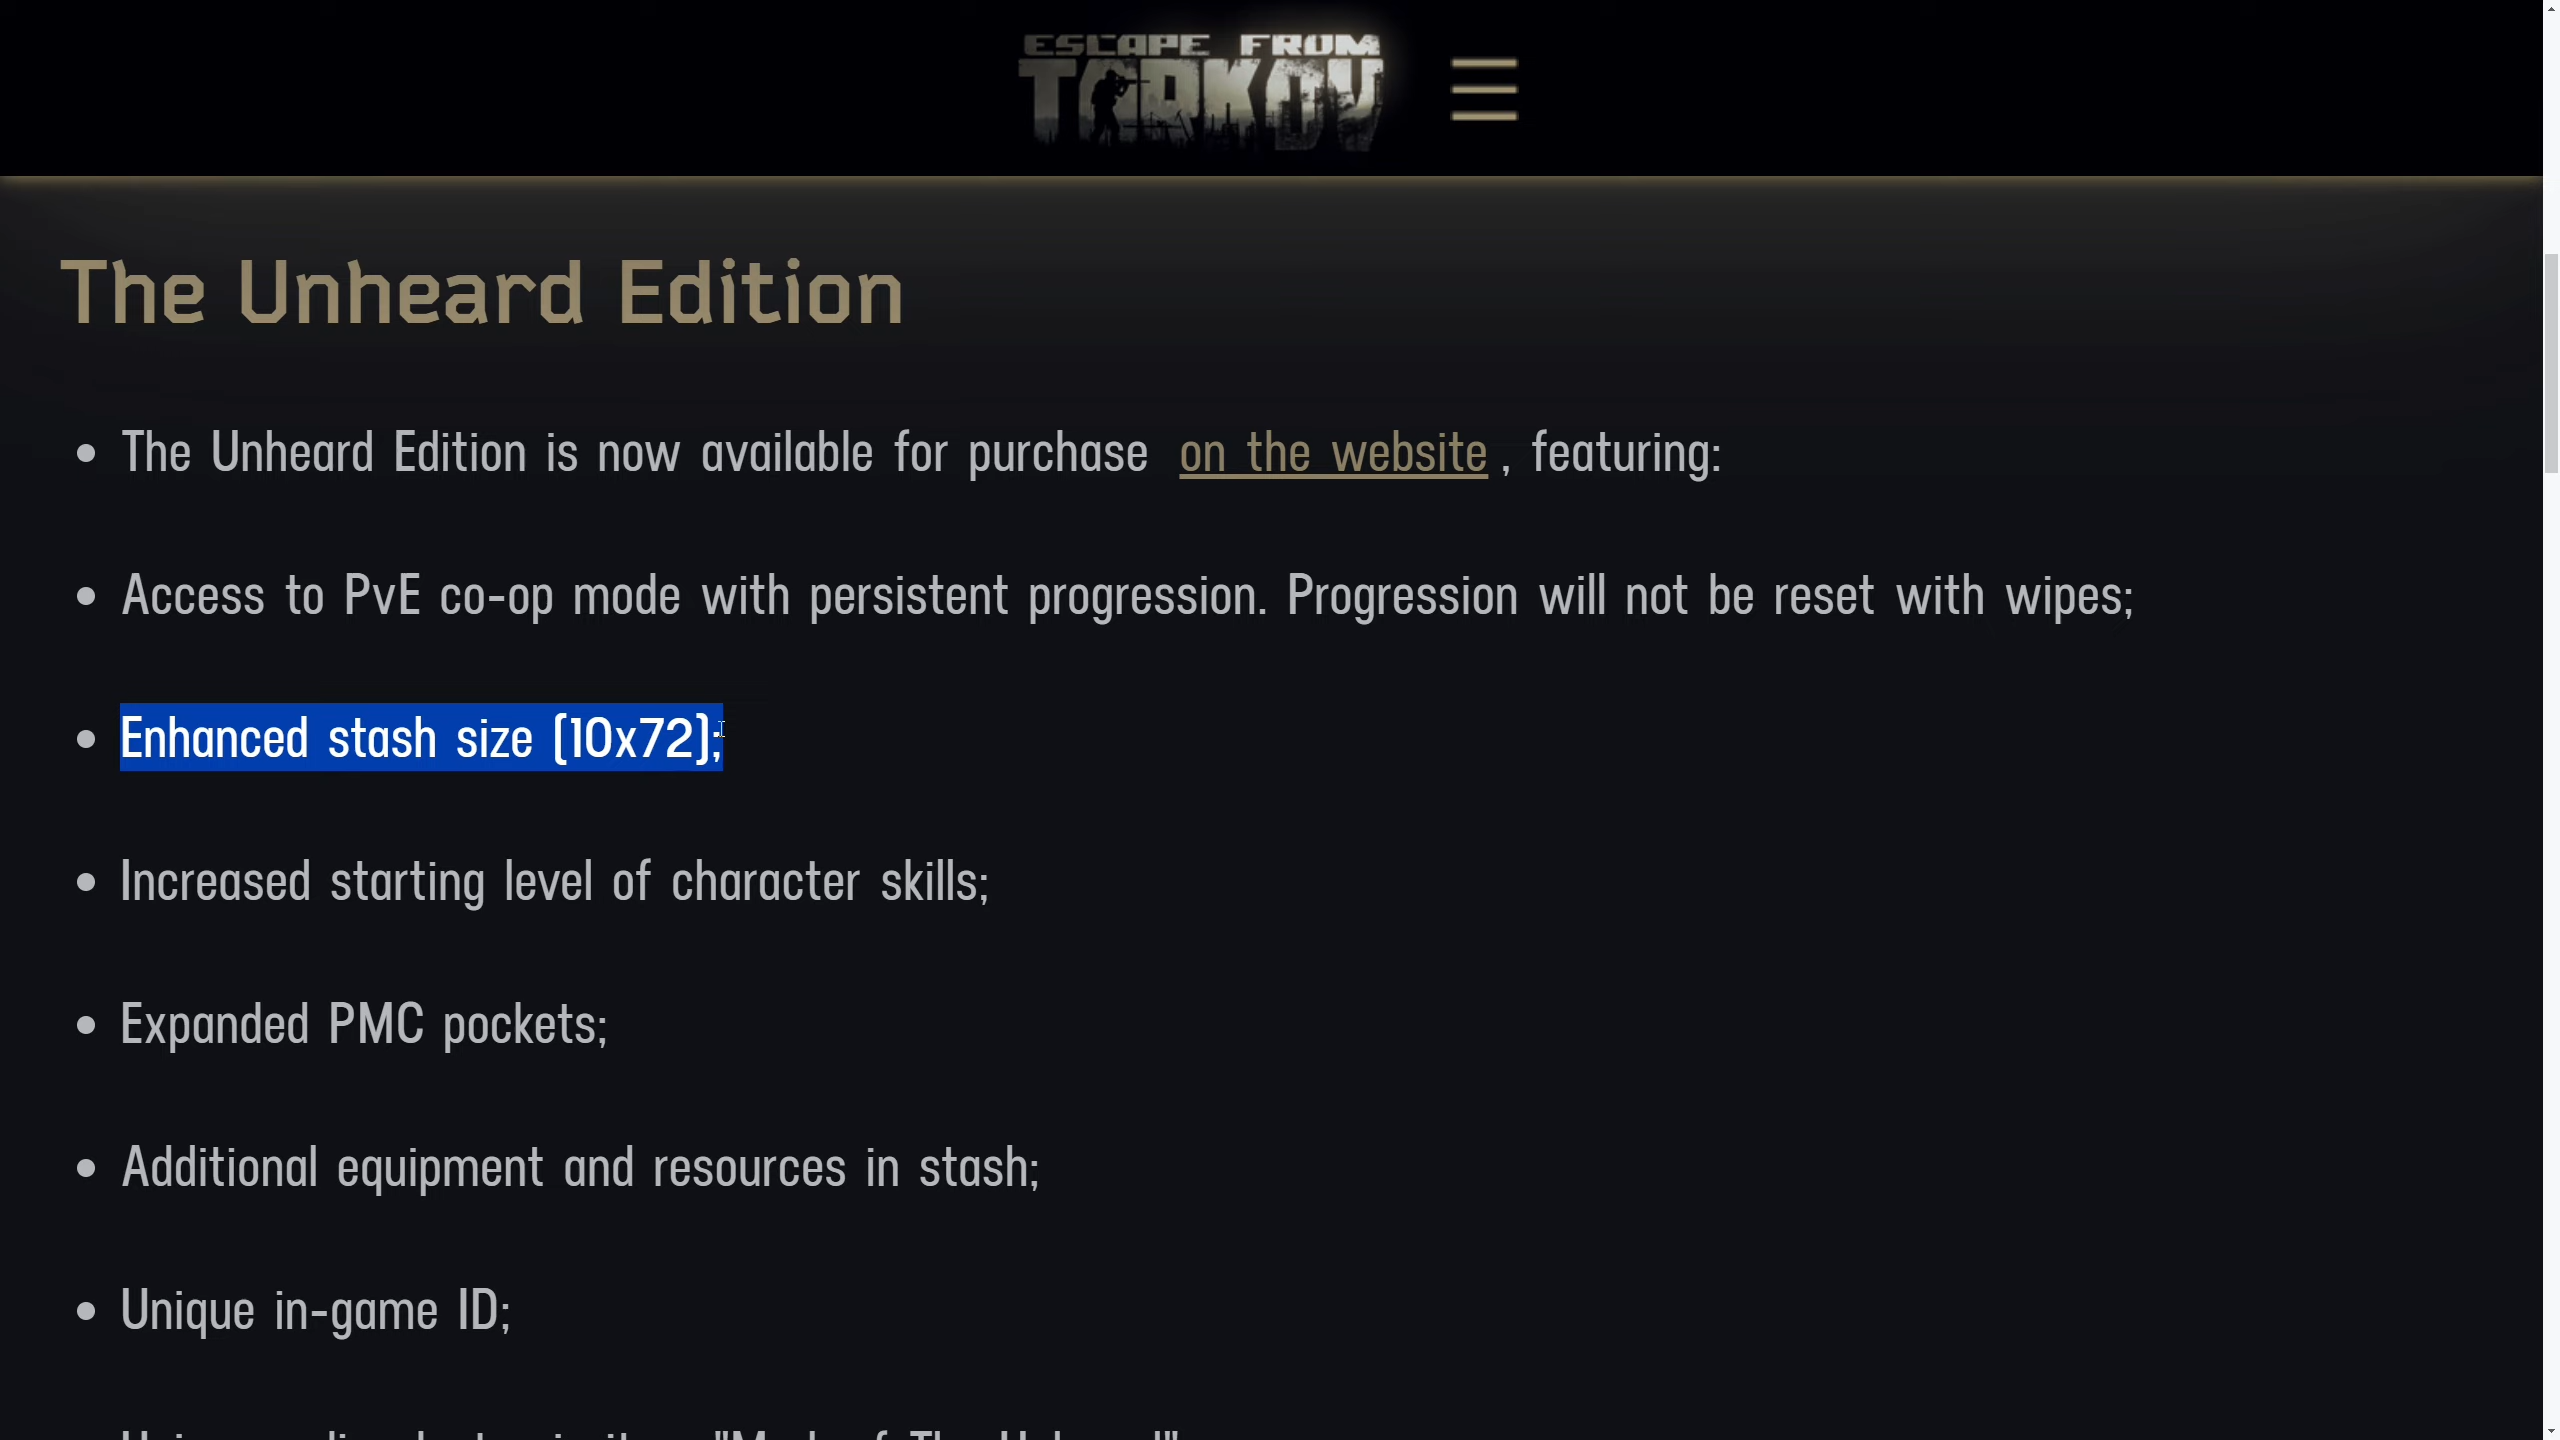 ESCAPE FROM
TARKOV
The Unheard Edition
• The Unheard Edition is now available for purchase on the website , featuring:
• Access to PvE co-op mode with persistent progression. Progression will not be reset with wipes;
• Enhanced stash size (10x72);
• Increased starting level of character skills;
• Expanded PMC pockets;
• Additional equipment and resources in stash;
• Unique in-game ID;